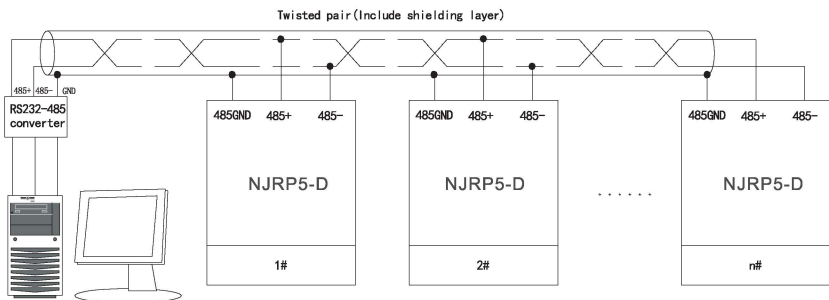 Twisted pair(Include shielding layer)
485+ 485- GND
RS232-485
converter
485GND 485+ 485-
NJRP5-D
1#
485GND 485+ 485-
NJRP5-D
2#
......
485GND 485+ 485-
NJRP5-D
n#